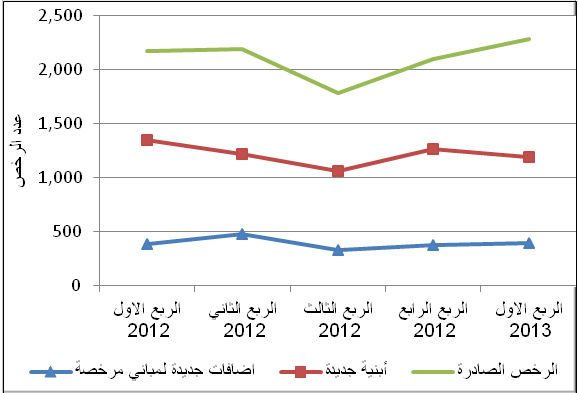 2,500
2,000
1,500
1,000
500
0
عدد الرخص
الربع الاول
2012
الربع الثاني
2012
الربع الثالث
2012
الربع الرابع
2012
الربع الاول
2013
اضافات جديدة لمباني مرخصة
أبنية جديدة
الرخص الصادرة